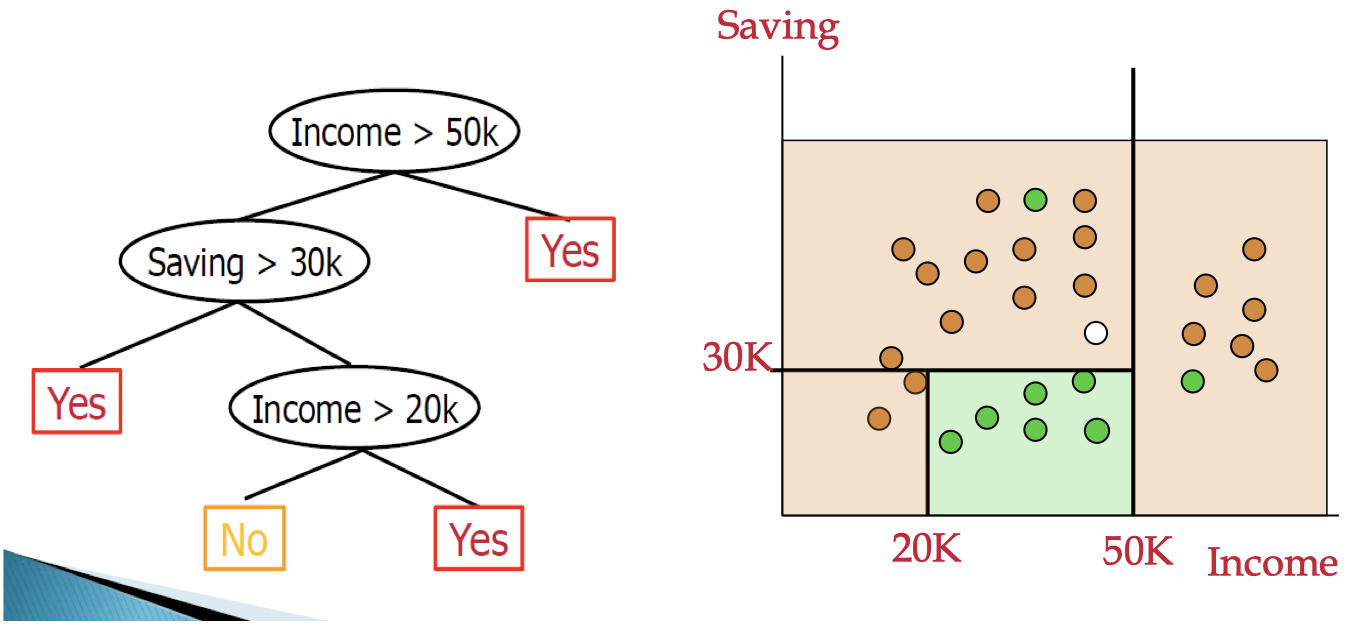 Income > 50k
Saving > 30k
Yes
Yes
Income > 20k
No
Yes
Saving
30K
20K
50K
Income